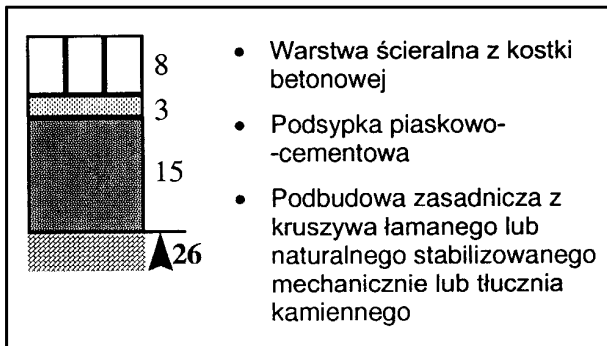 8
3
15
26
• Warstwa ścieralna z kostki
betonowej
• Podsypka piaskowo-
-cementowa
• Podbudowa zasadnicza z
kruszywa łamanego lub
naturalnego stabilizowanego
mechanicznie lub tłucznia
kamiennego